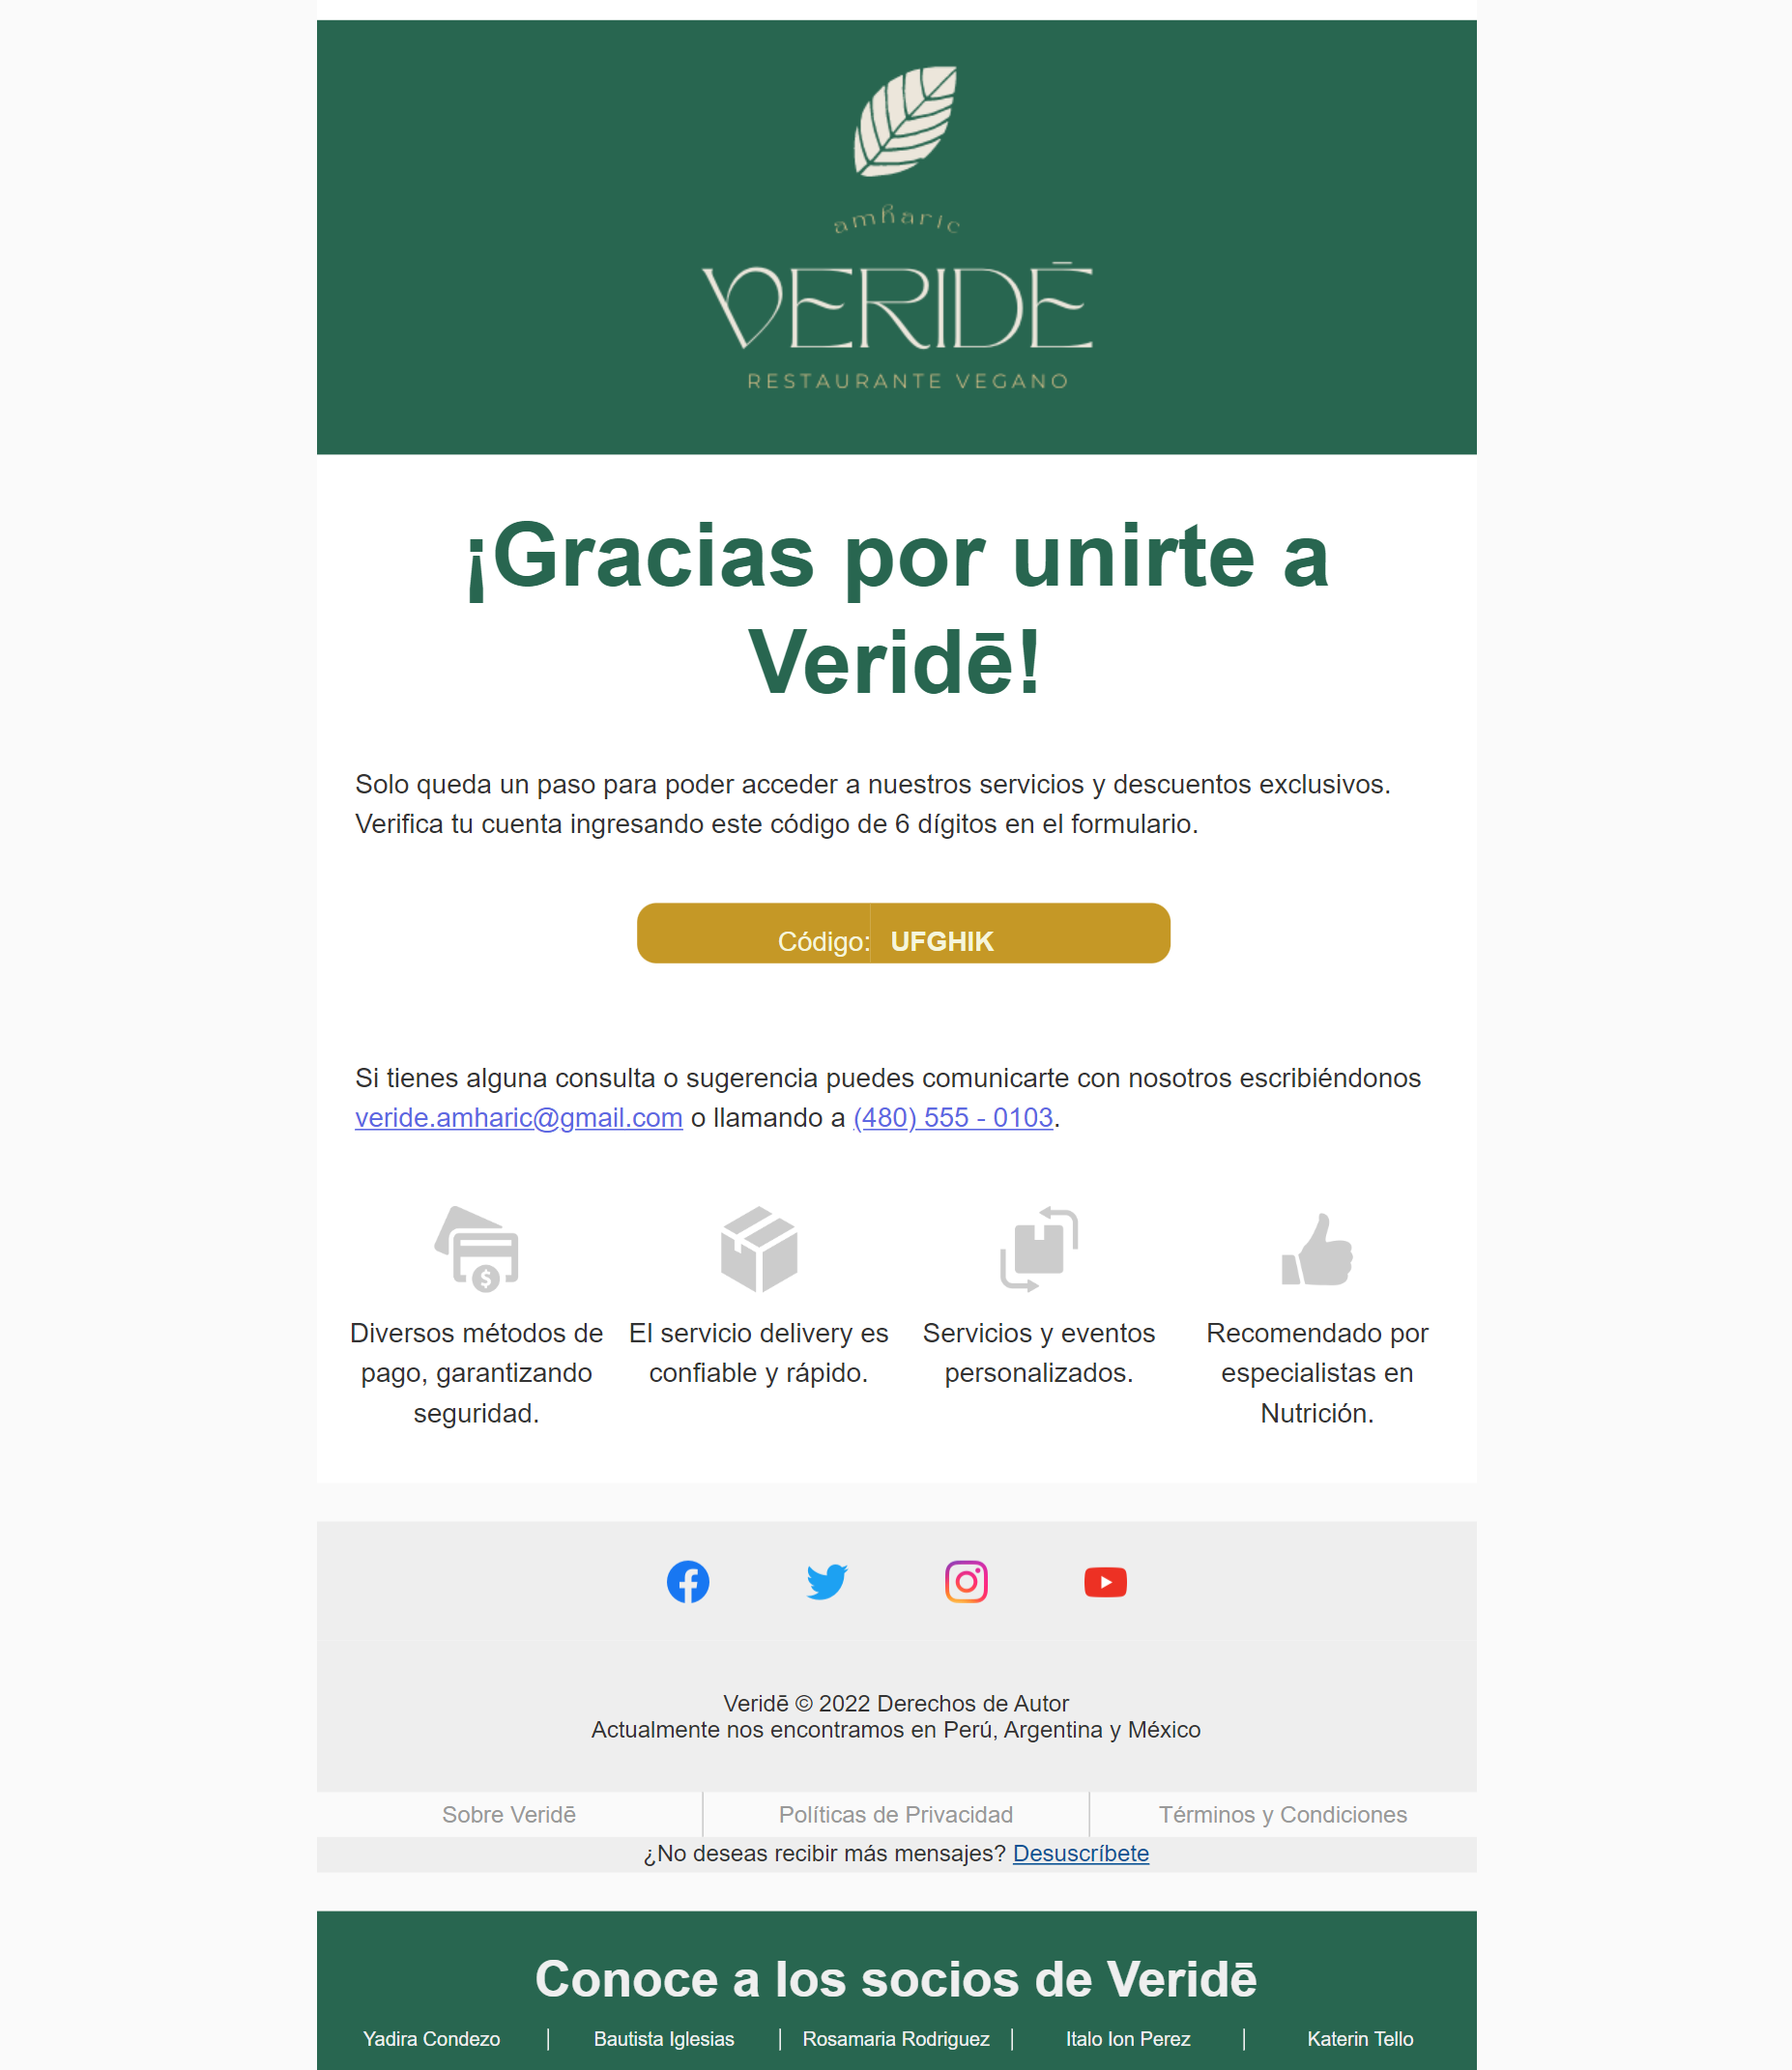 amharic
VERIDĒ
RESTAURANTE VEGANO
¡Gracias por unirte a
Veridē!
Solo queda un paso para poder acceder a nuestros servicios y descuentos exclusivos.
Verifica tu cuenta ingresando este código de 6 dígitos en el formulario.
Código: UFGHIK
Si tienes alguna consulta o sugerencia puedes comunicarte con nosotros escribiéndonos
veride.amharic@gmail.com o llamando a (480) 555 - 0103.
Diversos métodos de
pago, garantizando
seguridad.
El servicio delivery es
confiable y rápido.
Servicios y eventos
personalizados.
Recomendado por
especialistas en
Nutrición.
Veridē © 2022 Derechos de Autor
Actualmente nos encontramos en Perú, Argentina y México
Sobre Veridē
Políticas de Privacidad
Términos y Condiciones
¿No deseas recibir más mensajes? Desuscríbete
Conoce a los socios de Veridē
Yadira Condezo | Bautista Iglesias | Rosamaria Rodriguez | Italo Ion Perez | Katerin Tello